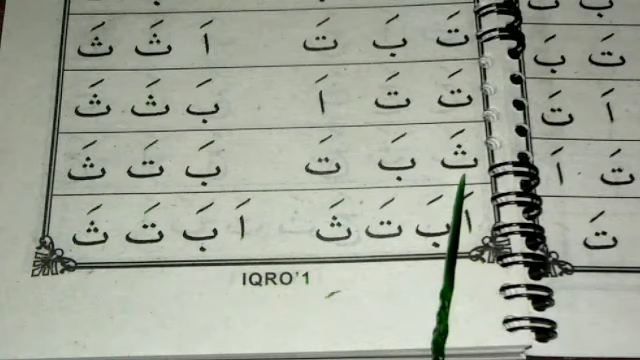 تَ بَ تَ اَ ثَ ثَ
تَ تَ اَ بَ ثَ ثَ
ثَ بَ تَ بَ تَ ثَ
اَ بَ تَ ثَ اَ بَ تَ ثَ
IQRO'1
تَ بَ
اَ تَ
تَ اَ
تَ